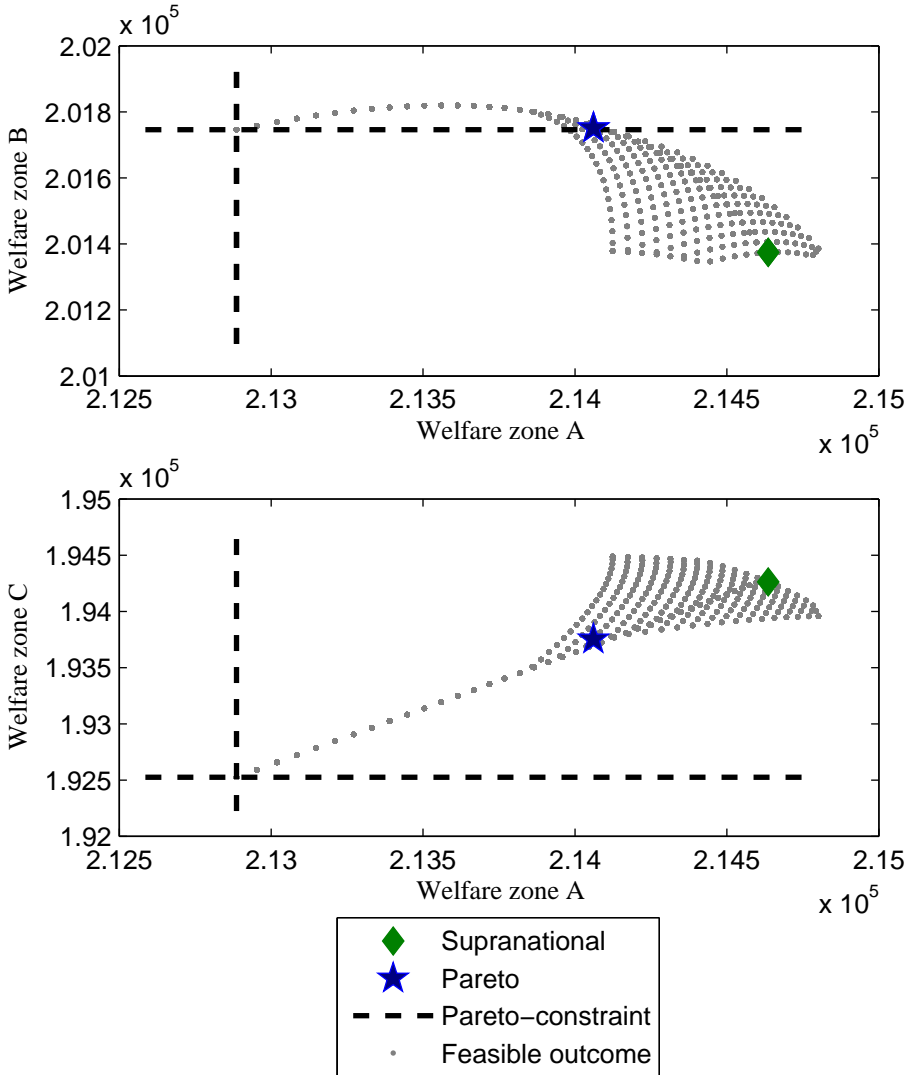 x 10^5
2.02
2.018
2.016
2.014
2.012
2.01
Welfare zone B
2.125 2.13 2.135 2.14 2.145 2.15
Welfare zone A
x 10^5
x 10^5
1.95
1.945
1.94
1.935
1.93
1.925
1.92
Welfare zone C
2.125 2.13 2.135 2.14 2.145 2.15
Welfare zone A
x 10^5
Supranational
Pareto
Pareto−constraint
Feasible outcome